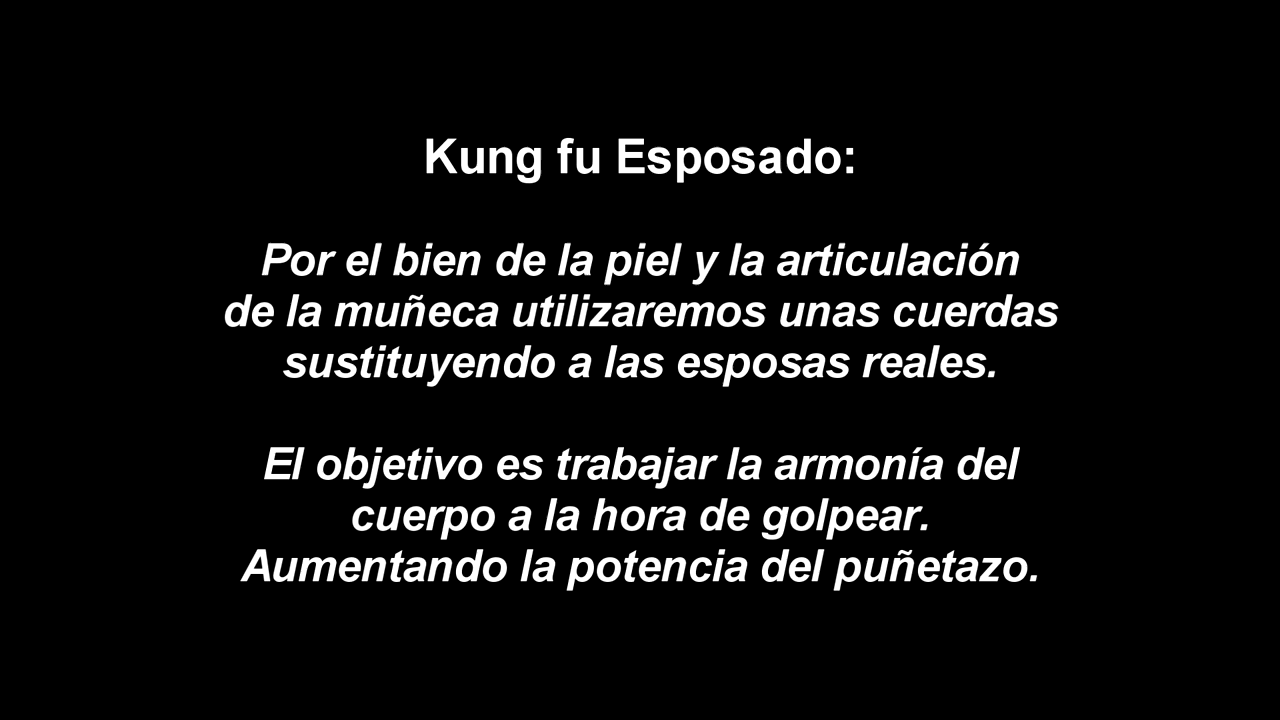 Kung fu Esposado:
Por el bien de la piel y la articulación
de la muñeca utilizaremos unas cuerdas
sustituyendo a las esposas reales.
El objetivo es trabajar la armonía del
cuerpo a la hora de golpear.
Aumentando la potencia del puñetazo.